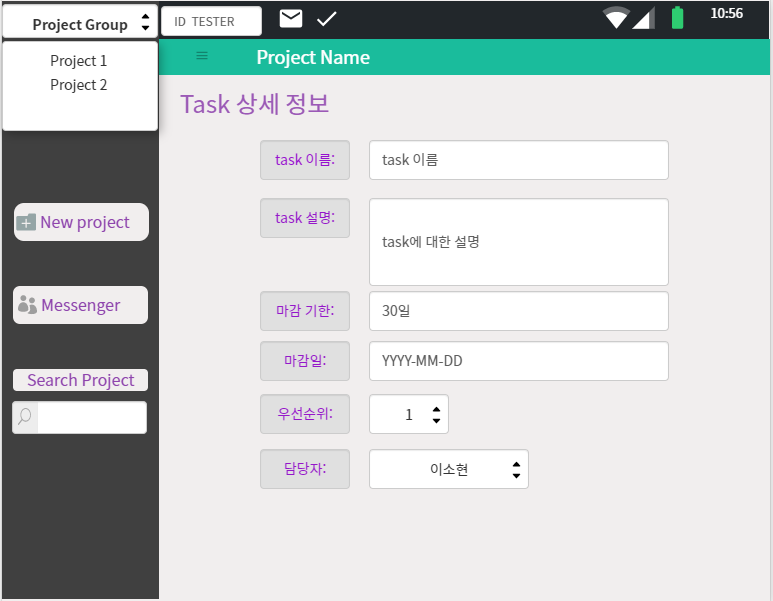 Project Group
ID TESTER
10:56
Project 1
Project 2
Project Name
Task 상세 정보
task 이름:
task 이름
task 설명:
task에 대한 설명
New project
마감 기한:
30일
Messenger
마감일:
YYYY-MM-DD
Search Project
우선순위:
1
담당자:
이소현